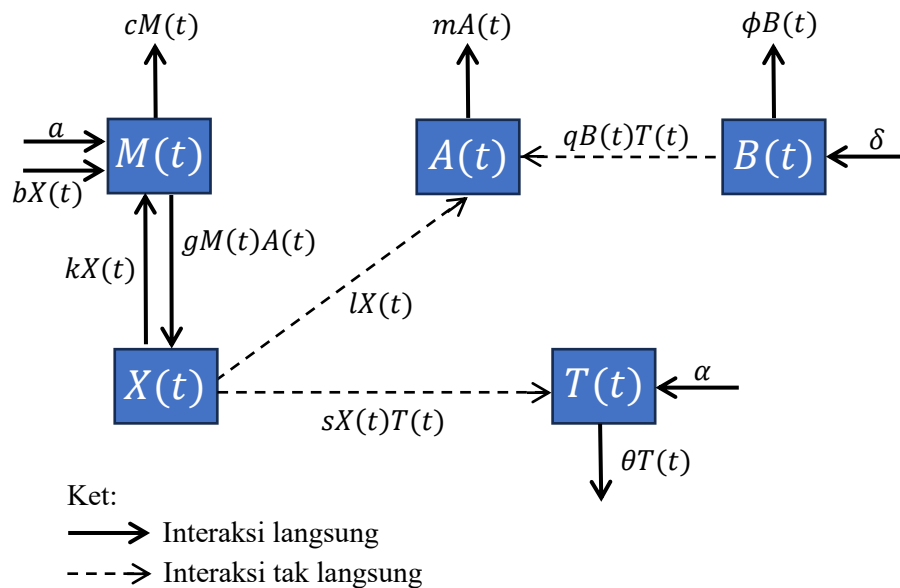 cM(t)
mA(t)
ϕB(t)
a
M(t)
bX(t)
A(t)
qB(t)T(t)
B(t)
δ
gM(t)A(t)
kX(t)
lX(t)
X(t)
sX(t)T(t)
T(t)
α
θT(t)
Ket:
Interaksi langsung
Interaksi tak langsung